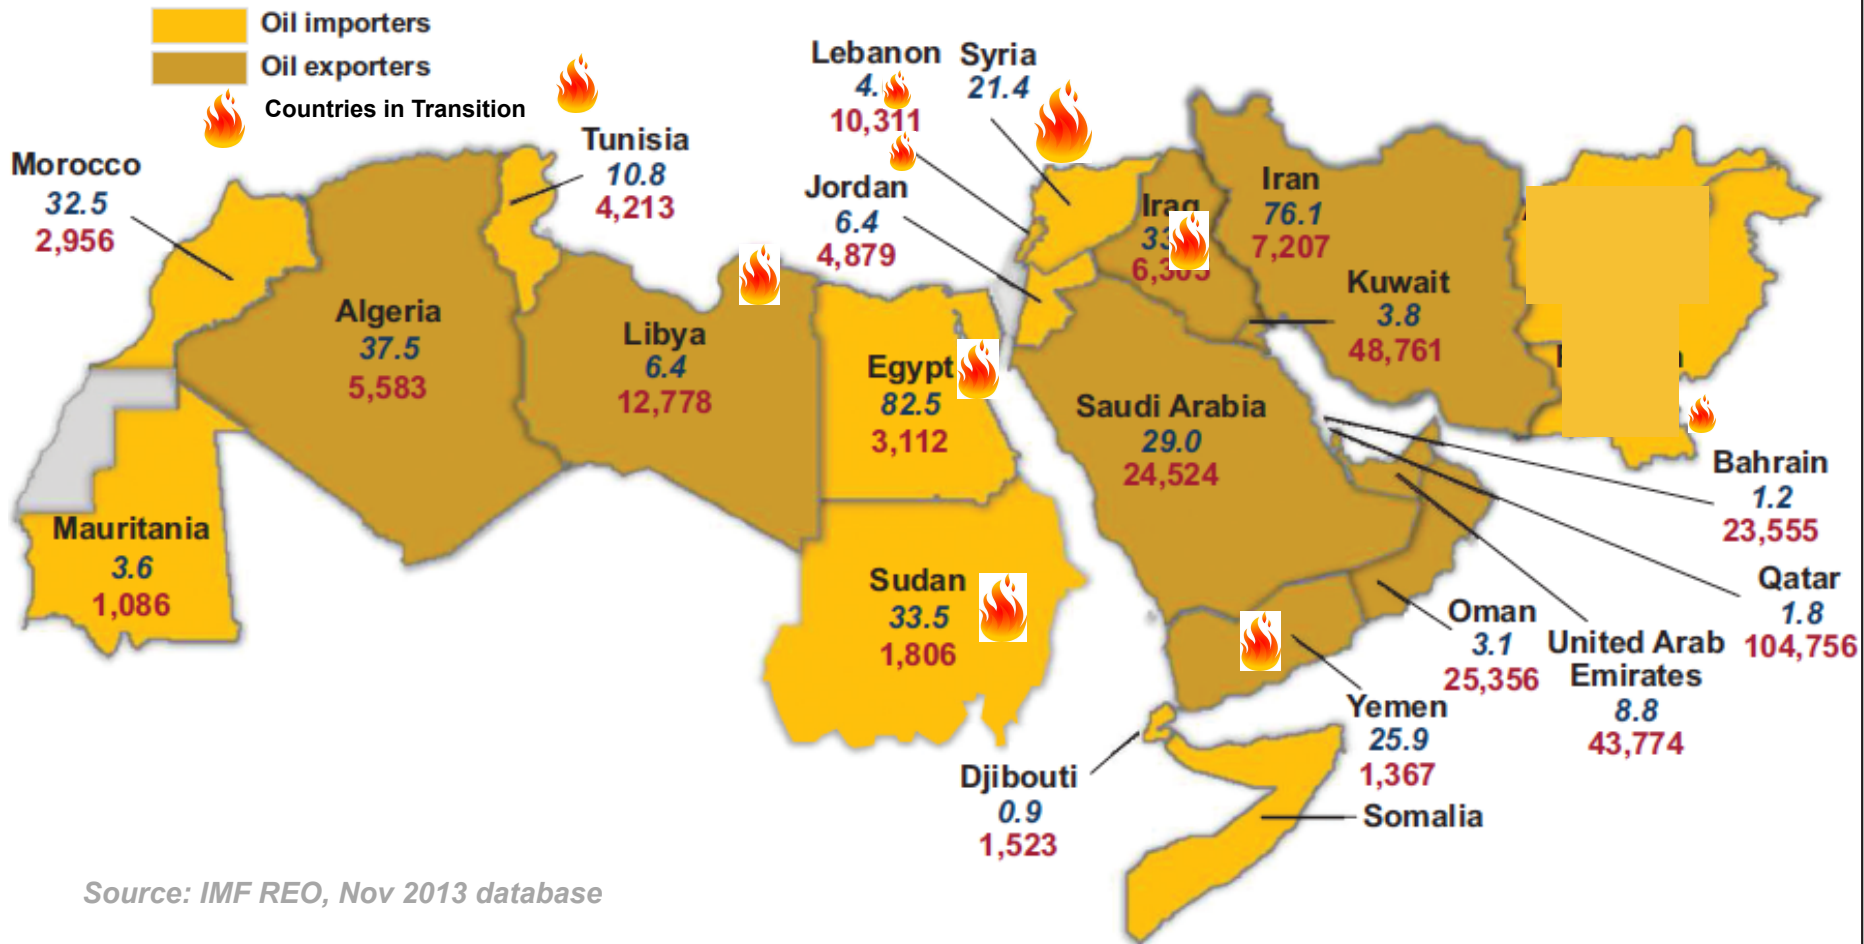 Oil importers
Oil exporters
Countries in Transition
Morocco
32.5
2,956
Tunisia
10.8
4,213
Lebanon
4.
10,311
Syria
21.4
Jordan
6.4
4,879
Iraq
Iran
76.1
7,207
Kuwait
3.8
48,761
Algeria
37.5
5,583
Libya
6.4
12,778
Egypt
82.5
3,112
Saudi Arabia
29.0
24,524
Bahrain
1.2
23,555
Qatar
1.8
104,756
Mauritania
3.6
1,086
Sudan
33.5
1,806
Oman
3.1
25,356
United Arab
Emirates
8.8
43,774
Yemen
25.9
1,367
Djibouti
0.9
1,523
Somalia
Source: IMF REO, Nov 2013 database